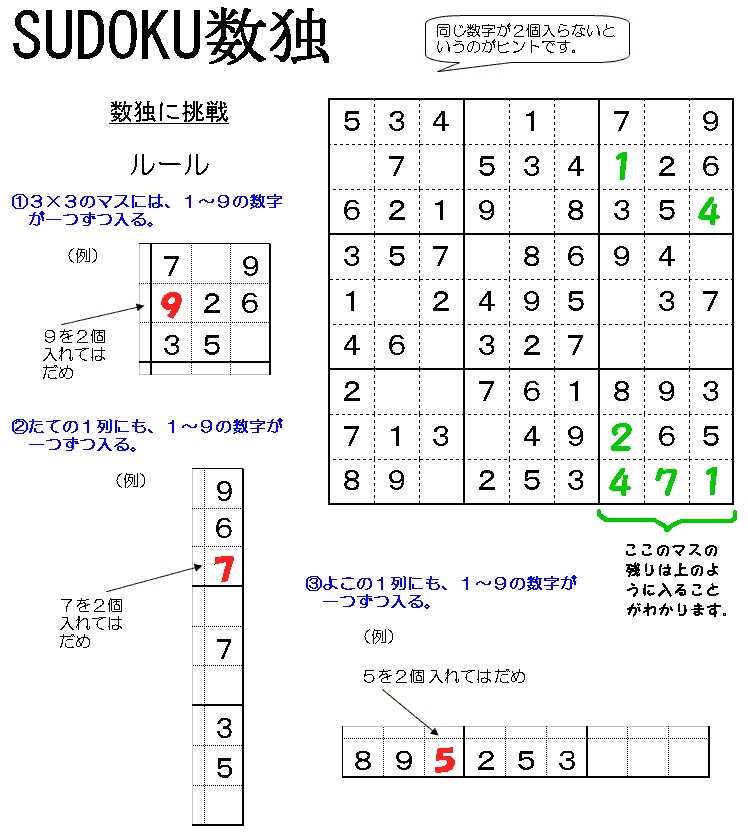 SUDOKU数独
同じ数字が２個入らないと
いうのがヒントです。
数独に挑戦
ルール
①３×３のマスには、１～９の数字
が一つずつ入る。
（例）
7 9
9 2 6
3 5
９を２個
入れては
だめ
②たての１列にも、１～９の数字が
一つずつ入る。
（例）
9
6
7
7
3
5
７を２個
入れては
だめ
5 3 4 1 7 9
7 5 3 4 1 2 6
6 2 1 9 8 3 5 4
3 5 7 8 6 9 4
1 2 4 9 5 3 7
4 6 3 2 7
2 7 6 1 8 9 3
7 1 3 4 9 2 6 5
8 9 2 5 3 4 7 1
ここのマスの
残りは上のよ
うに入ること
がわかります。
③よこの１列にも、１～９の数字が
一つずつ入る。
（例）
５を２個 入れてはだめ
8 9 5 2 5 3